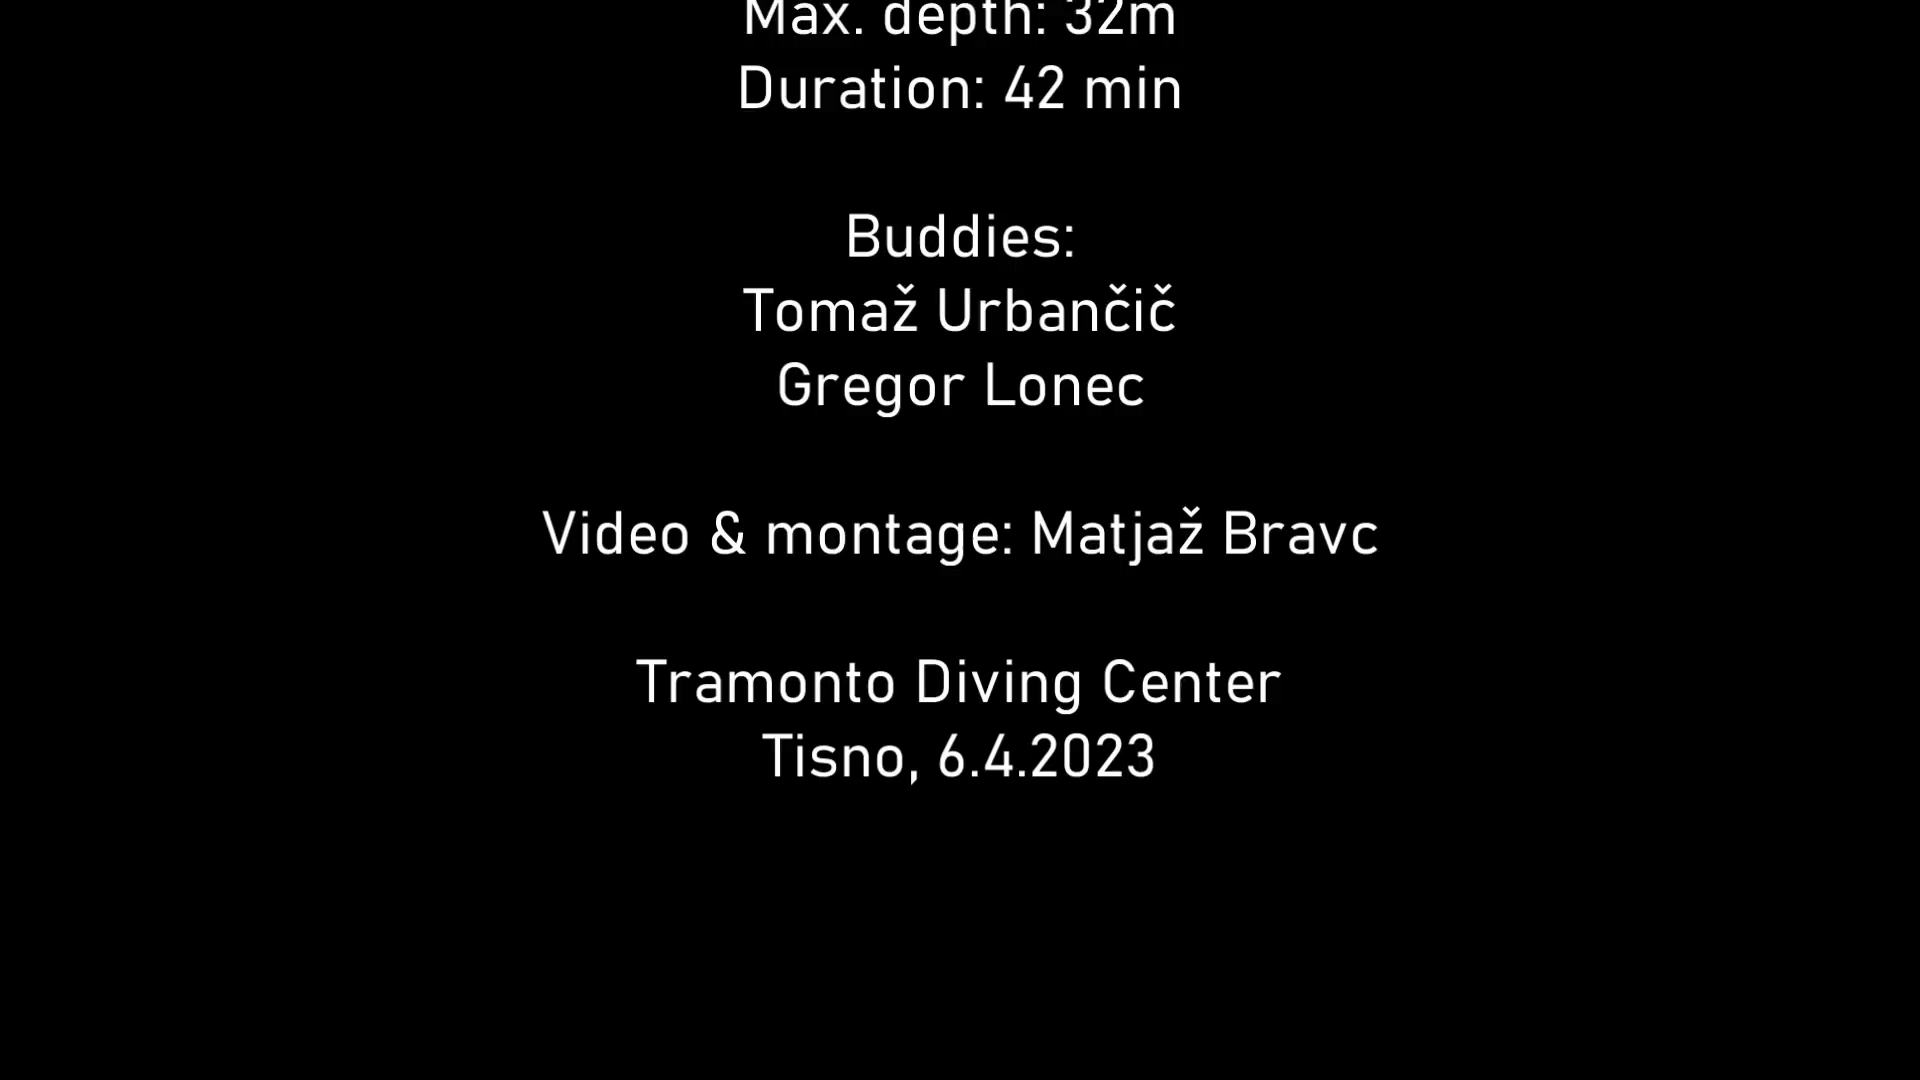 Max. depth: 32m
Duration: 42 min
Buddies:
Tomaž Urbančič
Gregor Lonec
Video & montage: Matjaž Bravc
Tramonto Diving Center
Tisno, 6.4.2023